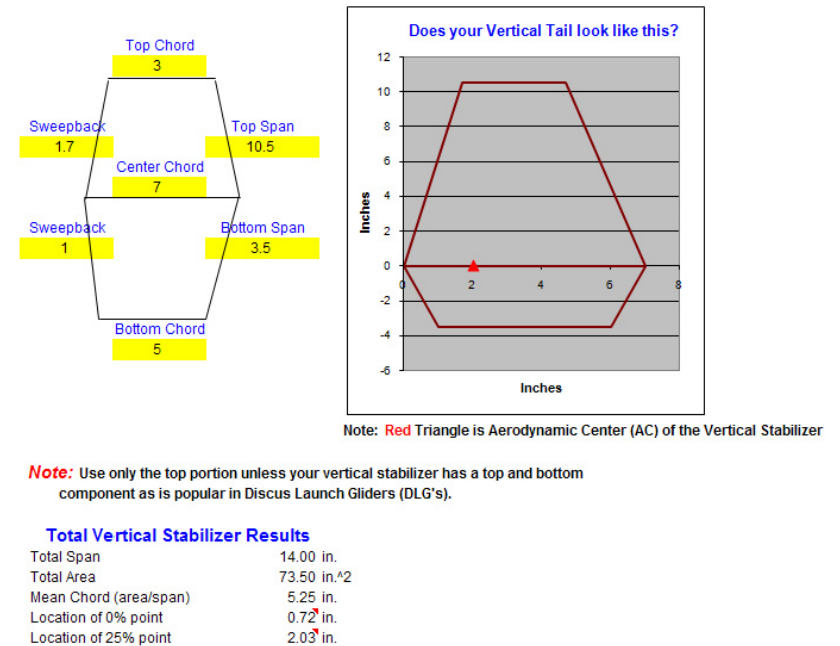 Top Chord
3
Sweepback
1.7
Top Span
10.5
Center Chord
7
Sweepback
1
Bottom Span
3.5
Bottom Chord
5
Does your Vertical Tail look like this?
12
10
8
6
4
2
0
-2
-4
-6
0
2
4
6
8
Inches
Inches
Note: Red Triangle is Aerodynamic Center (AC) of the Vertical Stabilizer
Note: Use only the top portion unless your vertical stabilizer has a top and bottom
component as is popular in Discus Launch Gliders (DLG's).
Total Vertical Stabilizer Results
Total Span 14.00 in.
Total Area 73.50 in.^2
Mean Chord (area/span) 5.25 in.
Location of 0% point 0.72 in.
Location of 25% point 2.03 in.